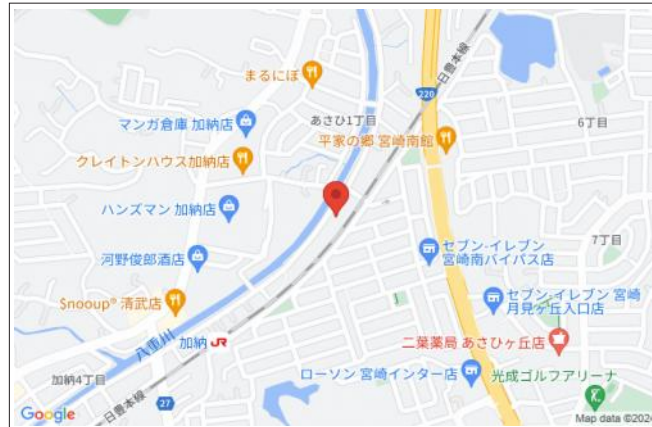 日豊本線
220
まるにぼ
マンガ倉庫 加納店
あさひ1丁目
6丁目
平家の郷 宮崎南館
クレイトンハウス加納店
ハンズマン 加納店
7丁目
河野俊郎酒店
セブン-イレブン
宮崎南バイパス店
$nooup® 清武店
セブン-イレブン 宮崎
月見ヶ丘入口店
八重川
加納 JR
二葉薬局 あさひヶ丘店
加納4丁目
ローソン 宮崎インター店
光成ゴルフアリーナ
日豊本線
27
Google
Map data ©2024